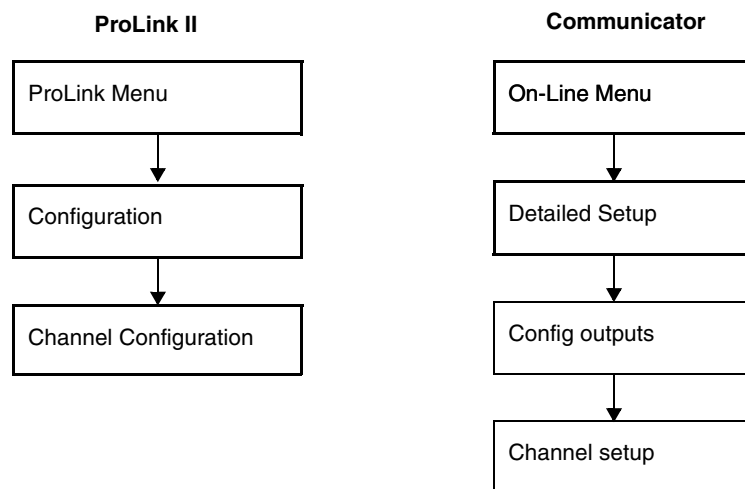 ProLink II
ProLink Menu
Configuration
Channel Configuration
Communicator
On-Line Menu
Detailed Setup
Config outputs
Channel setup